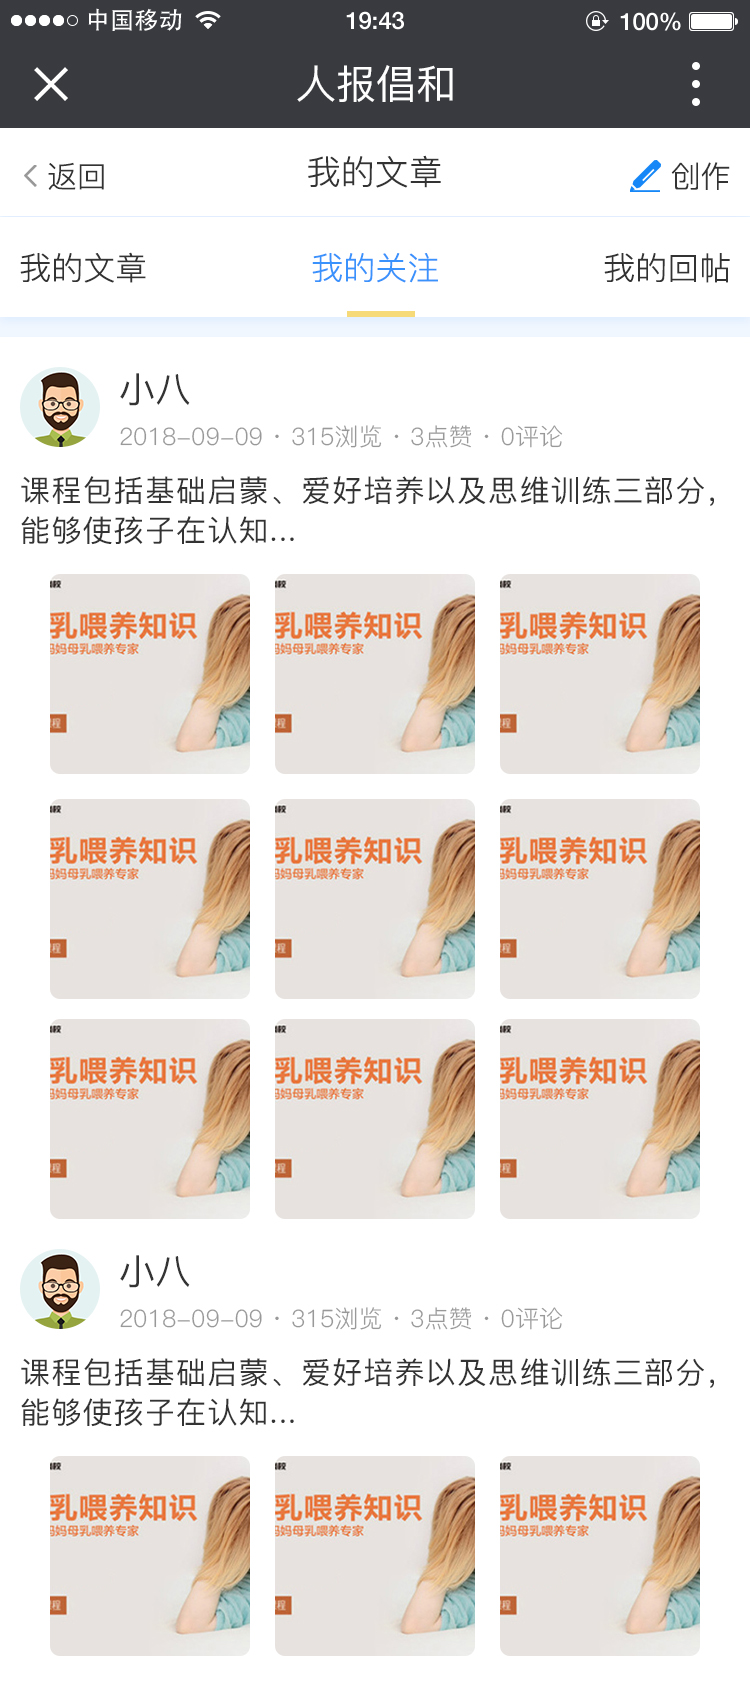 中国移动 19:43 100%
人报倡和
返回 我的文章 创作
我的文章 我的关注 我的回帖
小八
2018-09-09 · 315浏览 · 3点赞 · 0评论
课程包括基础启蒙、爱好培养以及思维训练三部分,
能够使孩子在认知...
乳喂养知识 乳喂养知识 乳喂养知识
妈妈母乳喂养专家 妈妈母乳喂养专家 妈妈母乳喂养专家
程 程 程
乳喂养知识 乳喂养知识 乳喂养知识
妈妈母乳喂养专家 妈妈母乳喂养专家 妈妈母乳喂养专家
程 程 程
乳喂养知识 乳喂养知识 乳喂养知识
妈妈母乳喂养专家 妈妈母乳喂养专家 妈妈母乳喂养专家
程 程 程
小八
2018-09-09 · 315浏览 · 3点赞 · 0评论
课程包括基础启蒙、爱好培养以及思维训练三部分,
能够使孩子在认知...
乳喂养知识 乳喂养知识 乳喂养知识
妈妈母乳喂养专家 妈妈母乳喂养专家 妈妈母乳喂养专家
程 程 程